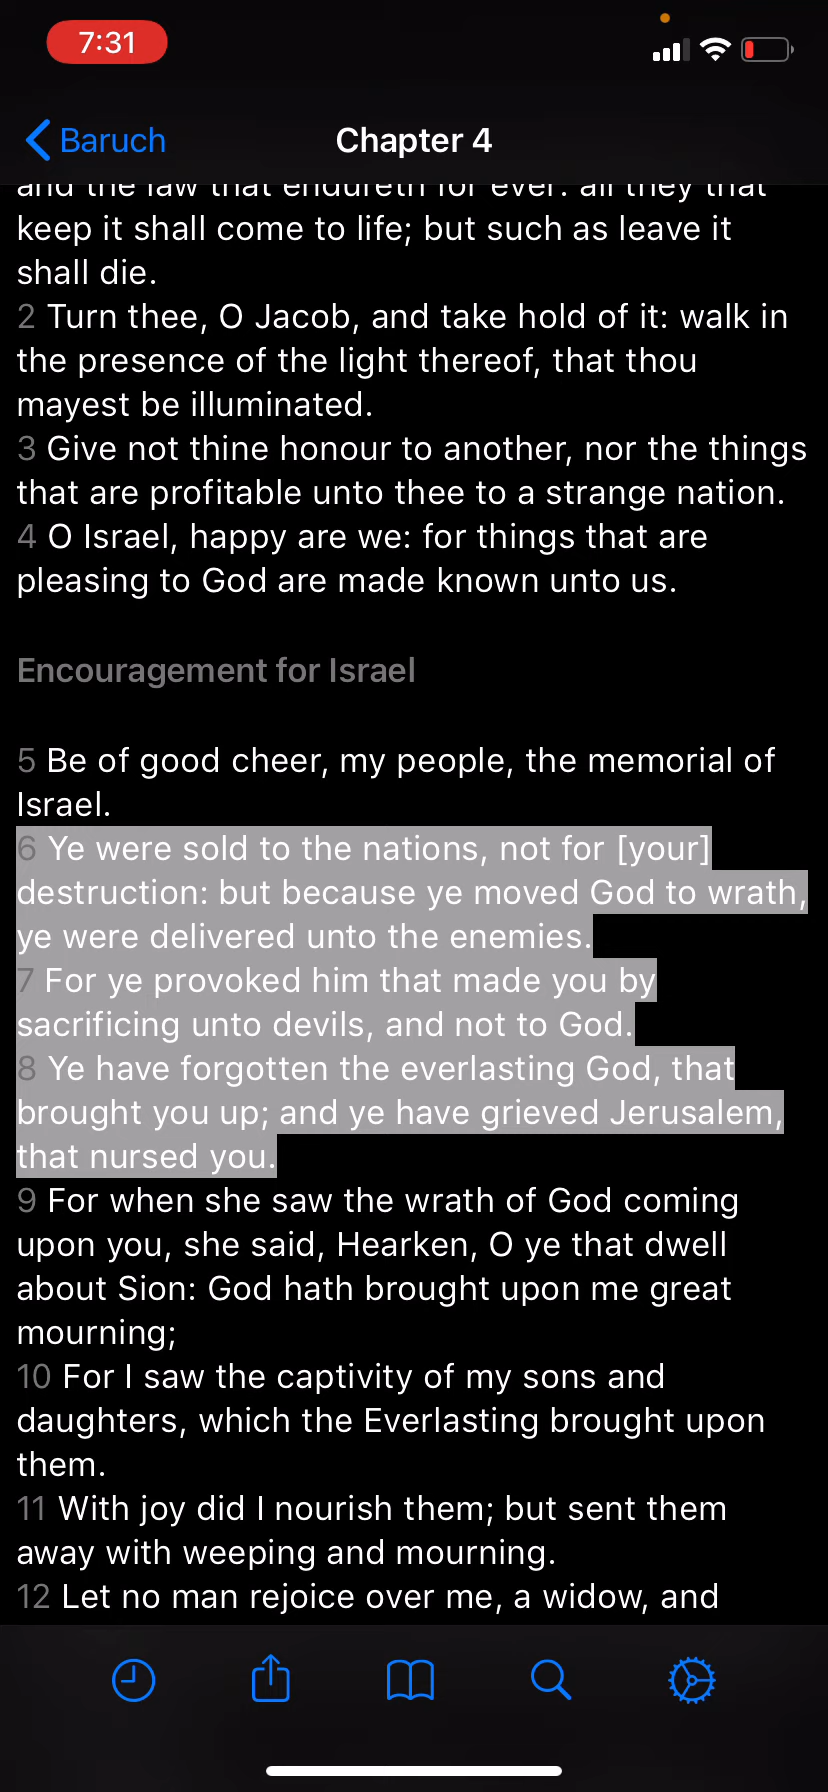 7:31
Baruch
Chapter 4
and the law that endureth for ever: all they that
keep it shall come to life; but such as leave it
shall die.
2 Turn thee, O Jacob, and take hold of it: walk in
the presence of the light thereof, that thou
mayest be illuminated.
3 Give not thine honour to another, nor the things
that are profitable unto thee to a strange nation.
4 O Israel, happy are we: for things that are
pleasing to God are made known unto us.
Encouragement for Israel
5 Be of good cheer, my people, the memorial of
Israel.
6 Ye were sold to the nations, not for [your]
destruction: but because ye moved God to wrath,
ye were delivered unto the enemies.
7 For ye provoked him that made you by
sacrificing unto devils, and not to God.
8 Ye have forgotten the everlasting God, that
brought you up; and ye have grieved Jerusalem,
that nursed you.
9 For when she saw the wrath of God coming
upon you, she said, Hearken, O ye that dwell
about Sion: God hath brought upon me great
mourning;
10 For I saw the captivity of my sons and
daughters, which the Everlasting brought upon
them.
11 With joy did I nourish them; but sent them
away with weeping and mourning.
12 Let no man rejoice over me, a widow, and